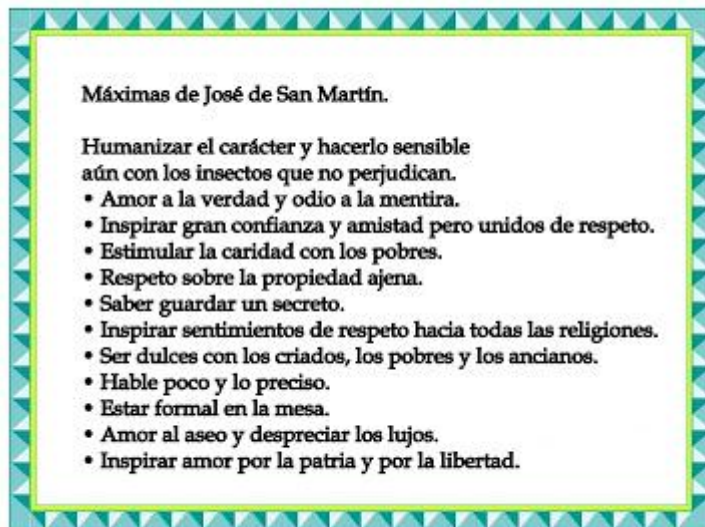 Máximas de José de San Martín.
Humanizar el carácter y hacerlo sensible
aún con los insectos que no perjudican.
• Amor a la verdad y odio a la mentira.
• Inspirar gran confianza y amistad pero unidos de respeto.
• Estimular la caridad con los pobres.
• Respeto sobre la propiedad ajena.
• Saber guardar un secreto.
• Inspirar sentimientos de respeto hacia todas las religiones.
• Ser dulces con los criados, los pobres y los ancianos.
• Hable poco y lo preciso.
• Estar formal en la mesa.
• Amor al aseo y despreciar los lujos.
• Inspirar amor por la patria y por la libertad.